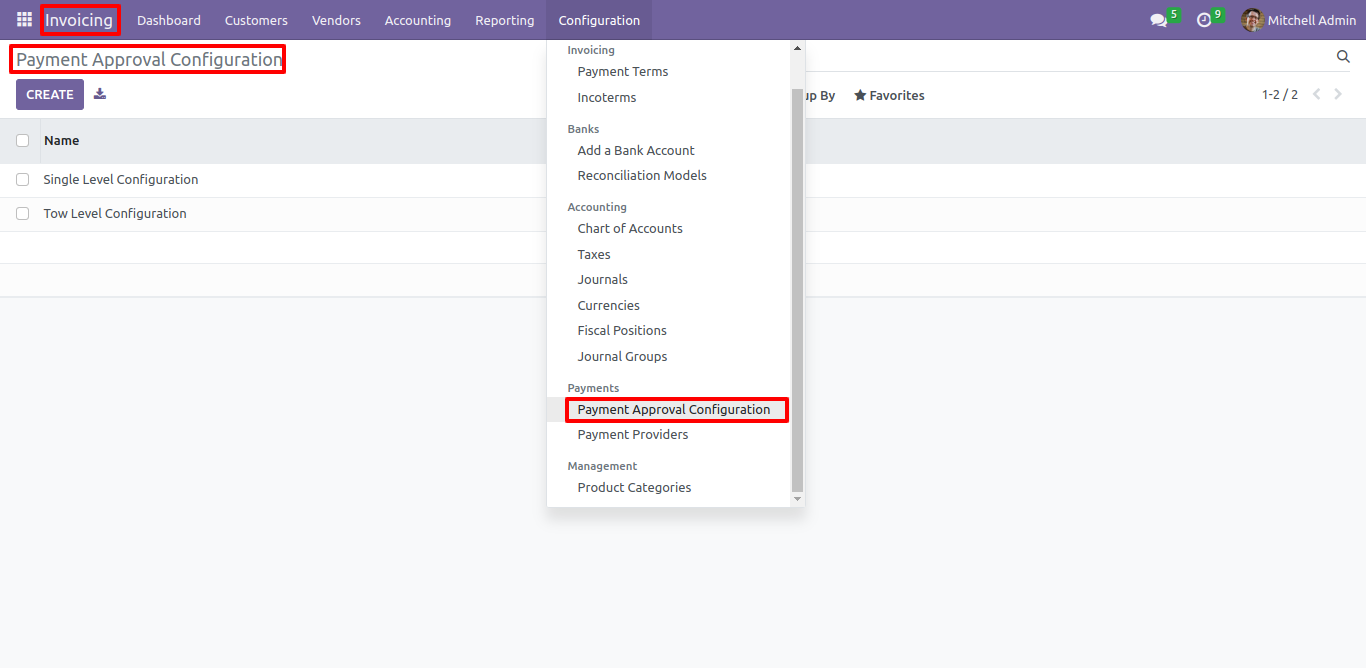 Invoicing Dashboard Customers Vendors Accounting Reporting Configuration 5 9 Mitchell Admin
Payment Approval Configuration
CREATE
up By Favorites 1-2 / 2
Name
Single Level Configuration
Tow Level Configuration
Invoicing
Payment Terms
Incoterms
Banks
Add a Bank Account
Reconciliation Models
Accounting
Chart of Accounts
Taxes
Journals
Currencies
Fiscal Positions
Journal Groups
Payments
Payment Approval Configuration
Payment Providers
Management
Product Categories